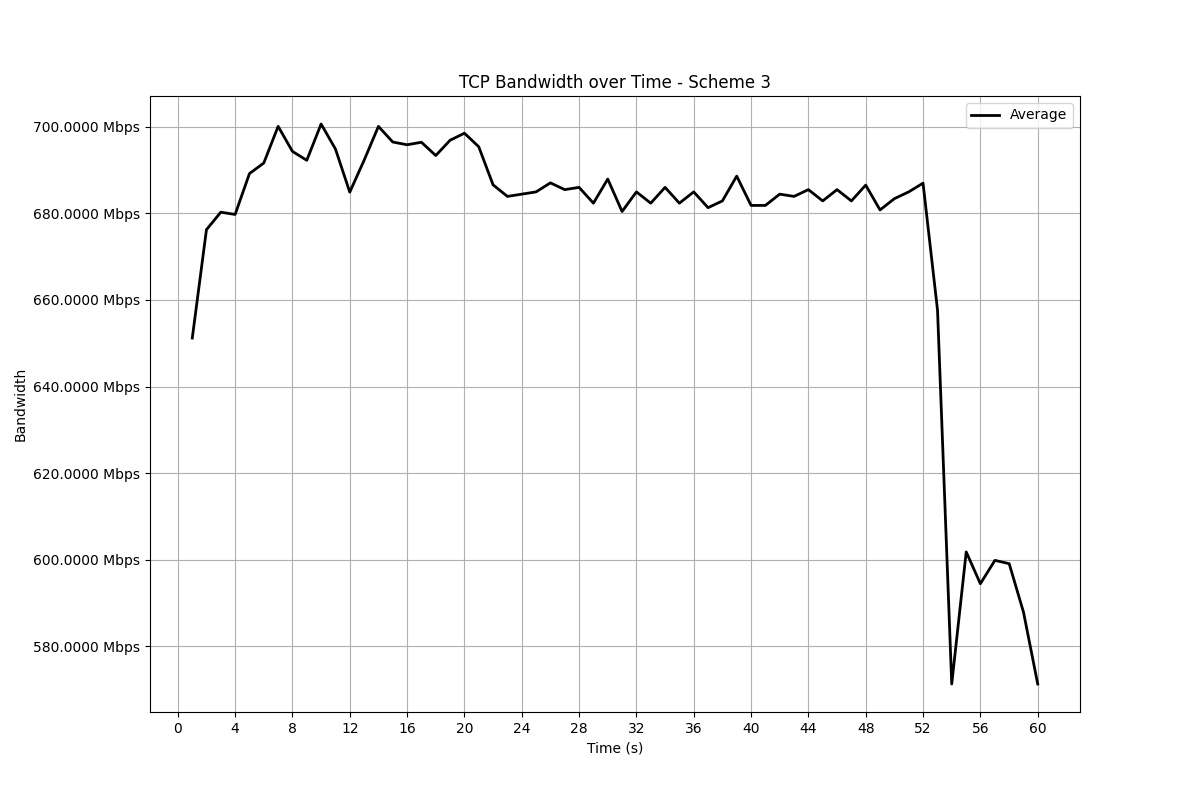 TCP Bandwidth over Time - Scheme 3
Average
700.0000 Mbps
680.0000 Mbps
660.0000 Mbps
640.0000 Mbps
620.0000 Mbps
600.0000 Mbps
580.0000 Mbps
Bandwidth
0 4 8 12 16 20 24 28 32 36 40 44 48 52 56 60
Time (s)